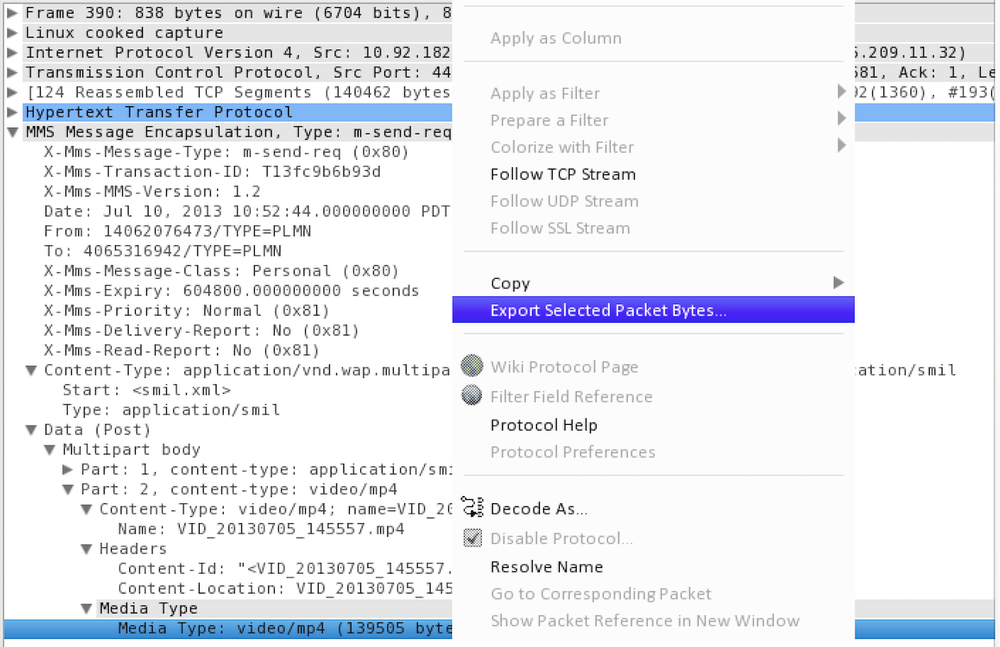 Frame 390: 838 bytes on wire (6704 bits), 8
Linux cooked capture
Internet Protocol Version 4, Src: 10.92.182 .209.11.32)
Transmission Control Protocol, Src Port: 44 581, Ack: 1, Le
[124 Reassembled TCP Segments (140462 bytes 92(1360), #193(
Hypertext Transfer Protocol
MMS Message Encapsulation, Type: m-send-req
X-Mms-Message-Type: m-send-req (0x80)
X-Mms-Transaction-ID: T13fc9b6b93d
X-Mms-MMS-Version: 1.2
Date: Jul 10, 2013 10:52:44.000000000 PDT
From: 14062076473/TYPE=PLMN
To: 4065316942/TYPE=PLMN
X-Mms-Message-Class: Personal (0x80)
X-Mms-Expiry: 604800.000000000 seconds
X-Mms-Priority: Normal (0x81)
X-Mms-Delivery-Report: No (0x81)
X-Mms-Read-Report: No (0x81)
Content-Type: application/vnd.wap.multipa ation/smil
Start: <smil.xml>
Type: application/smil
Data (Post)
Multipart body
Part: 1, content-type: application/smi
Part: 2, content-type: video/mp4
Content-Type: video/mp4; name=VID_20
Name: VID_20130705_145557.mp4
Headers
Content-Id: "<VID_20130705_145557.
Content-Location: VID_20130705_145
Media Type
Media Type: video/mp4 (139505 byte
Apply as Column
Apply as Filter
Prepare a Filter
Colorize with Filter
Follow TCP Stream
Follow UDP Stream
Follow SSL Stream
Copy
Export Selected Packet Bytes...
Wiki Protocol Page
Filter Field Reference
Protocol Help
Protocol Preferences
Decode As...
Disable Protocol...
Resolve Name
Go to Corresponding Packet
Show Packet Reference in New Window